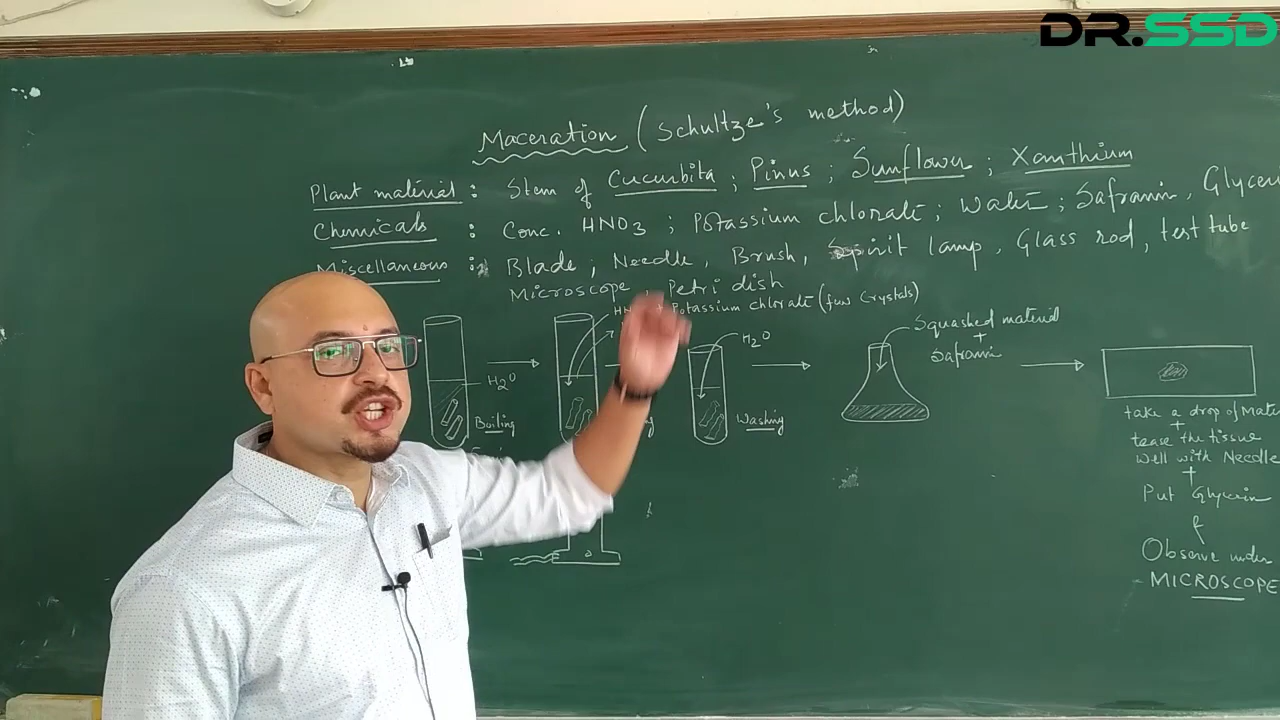 DR.SSD
Maceration (Schultze's method)
Plant material : Stem of Cucurbita ; Pinus ; Sunflower ; Xanthium
Chemicals : Conc. HNO3 ; Potassium chlorate ; Water ; Safranin,
Miscellaneous : Blade ; Needle, Brush, Spirit lamp, Glass rod, test tube
Microscope, Petri dish
Potassium chlorate (few crystals)
H2O
Boiling
H2O
Washing
Squashed material
+
Safranin
take a drop of
+
tease the tissue
well with Needle
+
Put Glycerin
&
Observe under
MICROSCOPE